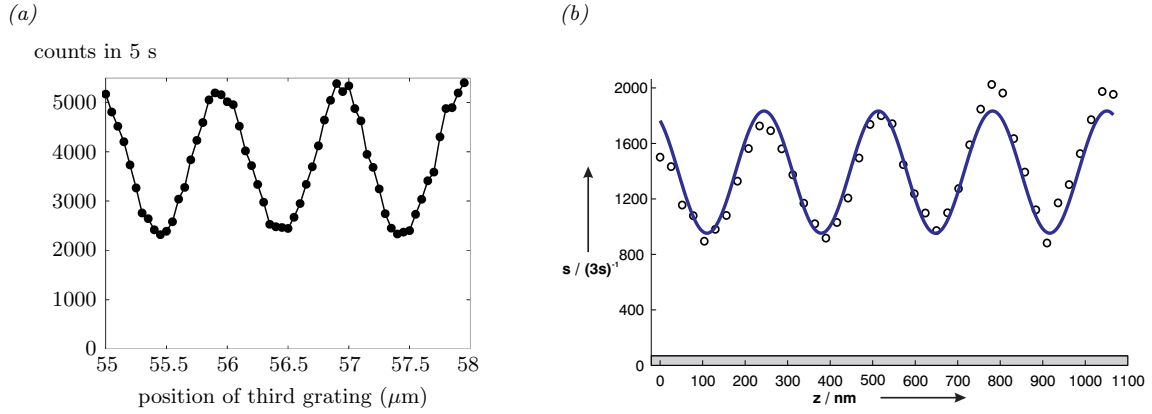 (a)
counts in 5 s
5000
4000
3000
2000
1000
0
55 55.5 56 56.5 57 57.5 58
position of third grating (μm)
(b)
2000
1600
1200
800
400
0
s / (3s)⁻¹
0 100 200 300 400 500 600 700 800 900 1000 1100
z / nm